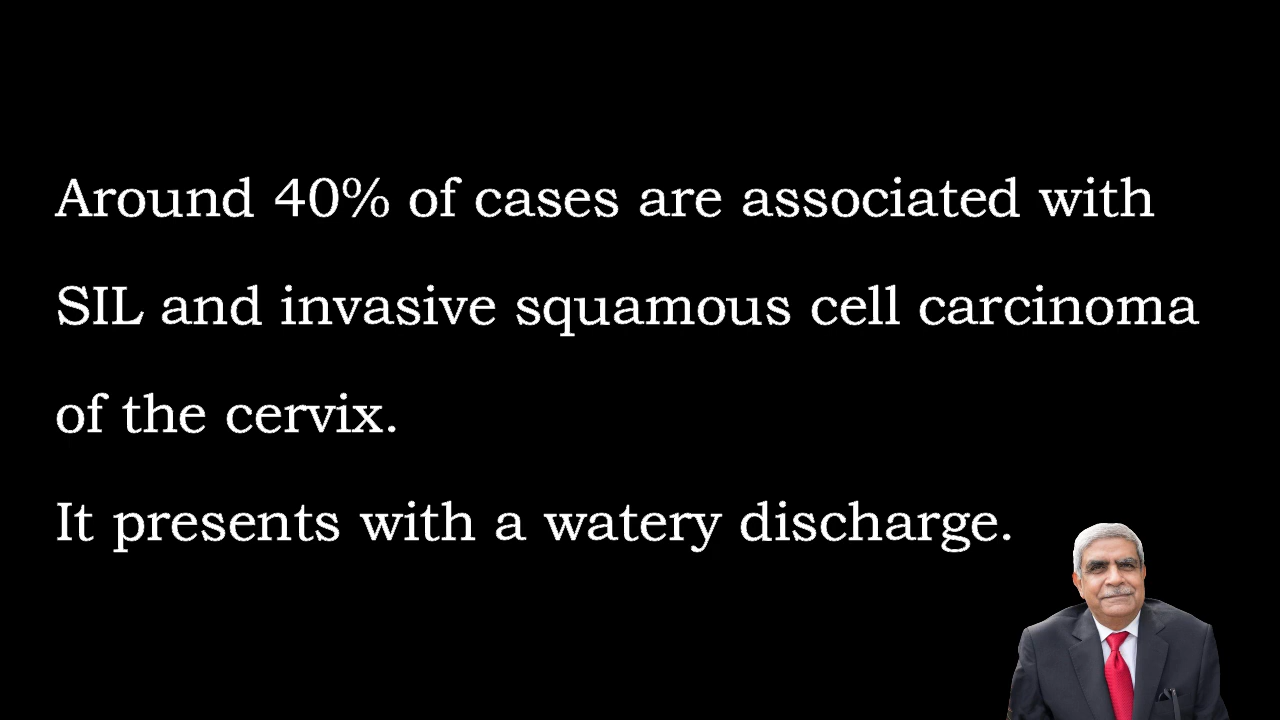 Around 40% of cases are associated with
SIL and invasive squamous cell carcinoma
of the cervix.
It presents with a watery discharge.